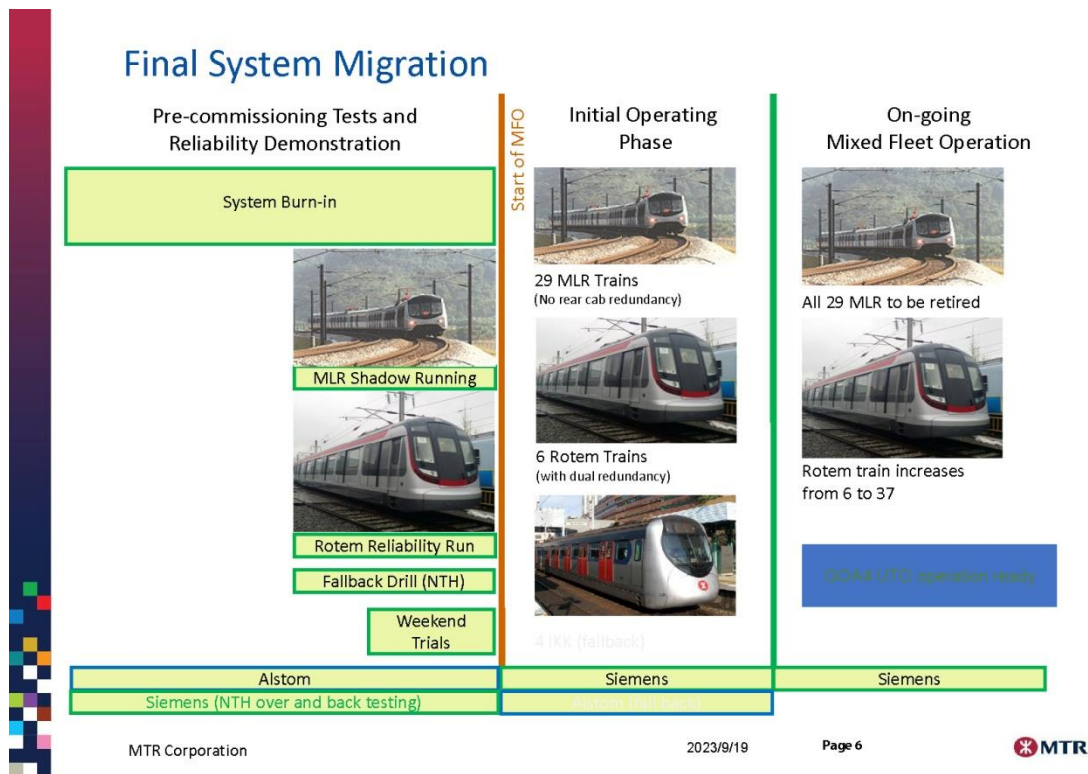 Final System Migration
Pre-commissioning Tests and
Reliability Demonstration
System Burn-in
MLR Shadow Running
Rotem Reliability Run
Fallback Drill (NTH)
Weekend
Trials
Start of MFO
Initial Operating
Phase
29 MLR Trains
(No rear cab redundancy)
6 Rotem Trains
(with dual redundancy)
4 IKK (fallback)
On-going
Mixed Fleet Operation
All 29 MLR to be retired
Rotem train increases
from 6 to 37
operation ready
Alstom
Siemens
Siemens
Siemens (NTH over and back testing)
Alstom
MTR Corporation
2023/9/19
Page 6
MTR